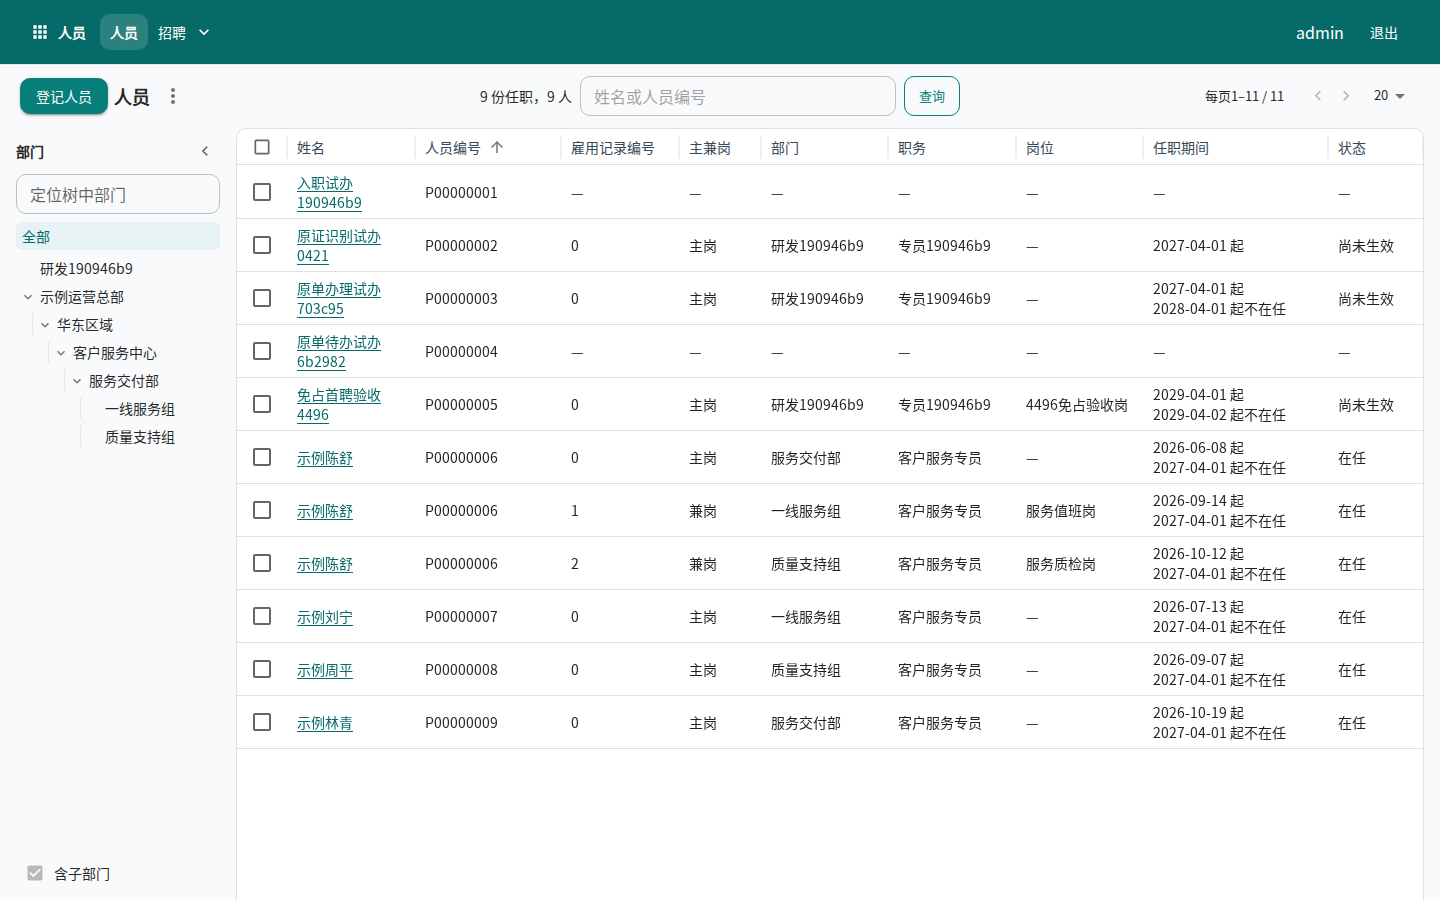 人员 人员 招聘 admin 退出
登记人员 人员 9 份任职，9 人 姓名或人员编号 查询 每页1–11 / 11 20
部门
定位树中部门
全部
研发190946b9
示例运营总部
华东区域
客户服务中心
服务交付部
一线服务组
质量支持组
含子部门
姓名 人员编号 雇用记录编号 主兼岗 部门 职务 岗位 任职期间 状态
入职试办
190946b9 P00000001 — — — — — — —
原证识别试办
0421 P00000002 0 主岗 研发190946b9 专员190946b9 — 2027-04-01 起 尚未生效
原单办理试办
703c95 P00000003 0 主岗 研发190946b9 专员190946b9 — 2027-04-01 起
2028-04-01 起不在任 尚未生效
原单待办试办
6b2982 P00000004 — — — — — — —
免占首聘验收
4496 P00000005 0 主岗 研发190946b9 专员190946b9 4496免占验收岗 2029-04-01 起
2029-04-02 起不在任 尚未生效
示例陈舒 P00000006 0 主岗 服务交付部 客户服务专员 — 2026-06-08 起
2027-04-01 起不在任 在任
示例陈舒 P00000006 1 兼岗 一线服务组 客户服务专员 服务值班岗 2026-09-14 起
2027-04-01 起不在任 在任
示例陈舒 P00000006 2 兼岗 质量支持组 客户服务专员 服务质检岗 2026-10-12 起
2027-04-01 起不在任 在任
示例刘宁 P00000007 0 主岗 一线服务组 客户服务专员 — 2026-07-13 起
2027-04-01 起不在任 在任
示例周平 P00000008 0 主岗 质量支持组 客户服务专员 — 2026-09-07 起
2027-04-01 起不在任 在任
示例林青 P00000009 0 主岗 服务交付部 客户服务专员 — 2026-10-19 起
2027-04-01 起不在任 在任